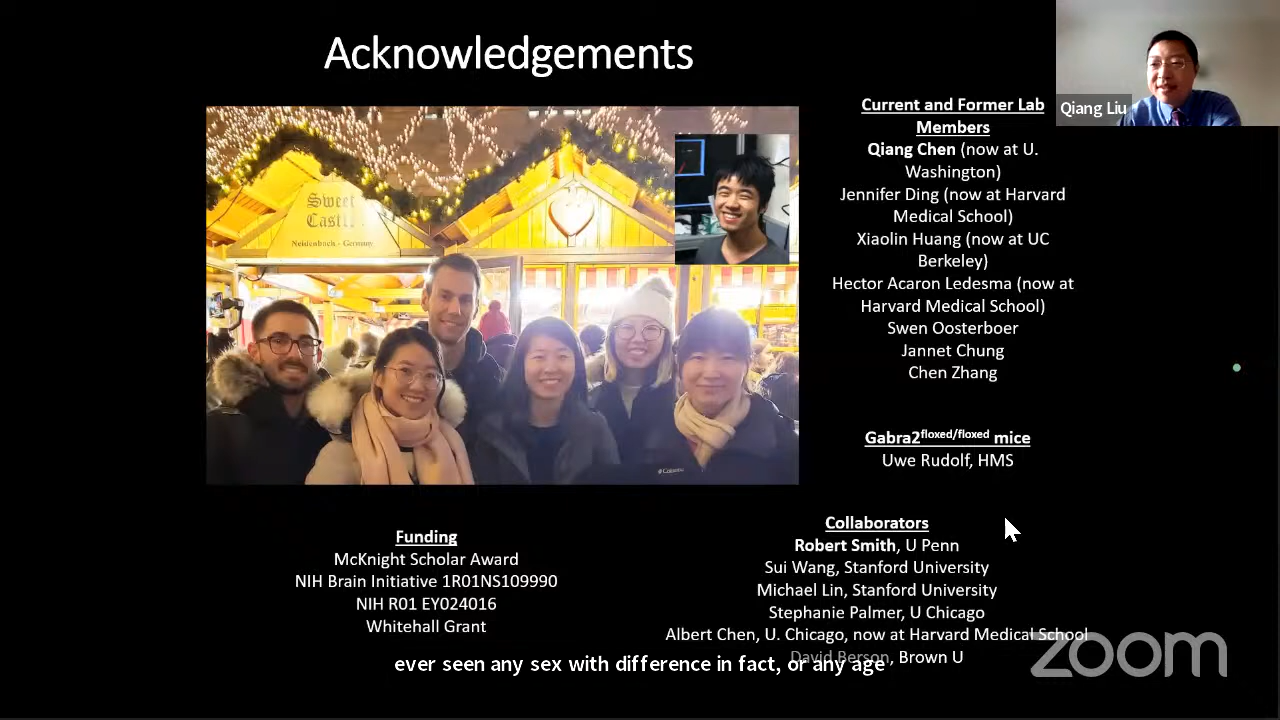 Acknowledgements
Qiang Liu
Sweet
Castle
Neidenbach - Germany
Columbia
Current and Former Lab
Members
Qiang Chen (now at U.
Washington)
Jennifer Ding (now at Harvard
Medical School)
Xiaolin Huang (now at UC
Berkeley)
Hector Acaron Ledesma (now at
Harvard Medical School)
Swen Oosterboer
Jannet Chung
Chen Zhang
Gabra2floxed/floxed mice
Uwe Rudolf, HMS
Funding
McKnight Scholar Award
NIH Brain Initiative 1R01NS109990
NIH R01 EY024016
Whitehall Grant
Collaborators
Robert Smith, U Penn
Sui Wang, Stanford University
Michael Lin, Stanford University
Stephanie Palmer, U Chicago
Albert Chen, U. Chicago, now at Harvard Medical School
David Berson, Brown U
ever seen any sex with difference in fact, or any age
zoom